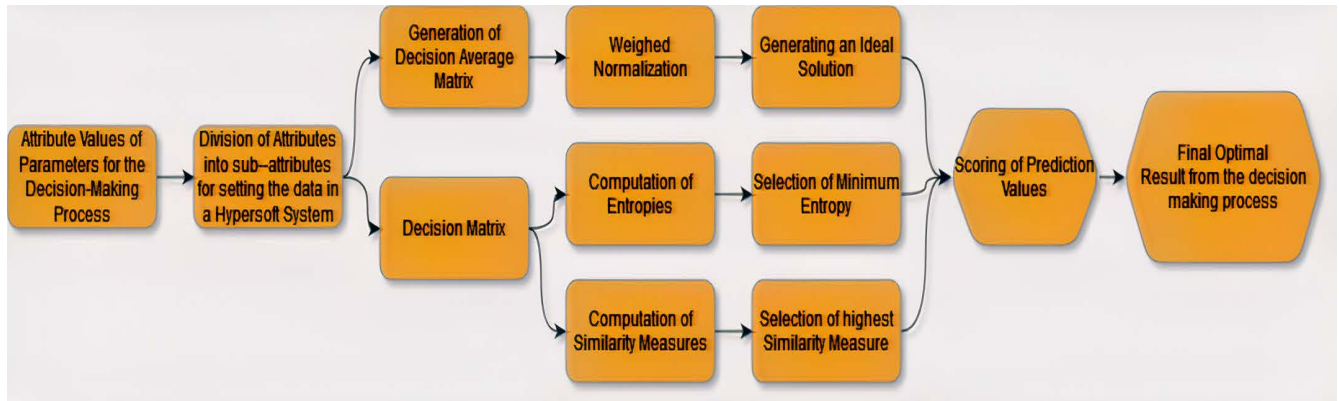 Attribute Values of
Parameters for the
Decision-Making
Process
Division of Attributes
into sub--attributes
for setting the data in
a Hypersoft System
Generation of
Decision Average
Matrix
Weighed
Normalization
Generating an Ideal
Solution
Decision Matrix
Computation of
Entropies
Selection of Minimum
Entropy
Computation of
Similarity Measures
Selection of highest
Similarity Measure
Scoring of Prediction
Values
Final Optimal
Result from the decision
making process